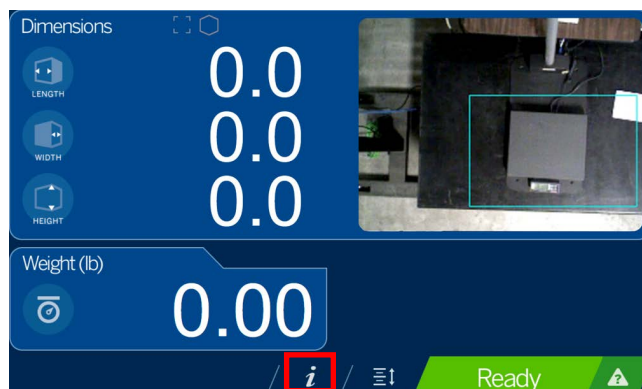 Dimensions
LENGTH
0.0
WIDTH
0.0
HEIGHT
0.0
Weight (lb)
0.00
i
Ready
?